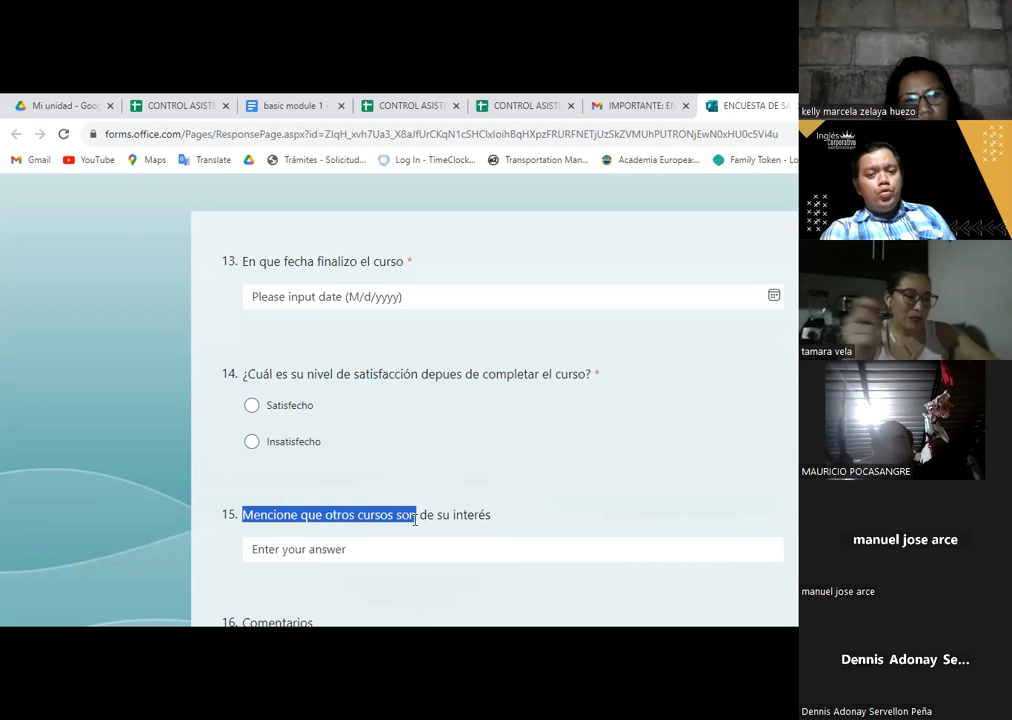 Mi unidad - Goo
CONTROL ASISTE
basic module 1 -
CONTROL ASISTE
CONTROL ASISTE
IMPORTANTE: EN
ENCUESTA DE SA
forms.office.com/Pages/ResponsePage.aspx?id=
Gmail
YouTube
Maps
Translate
Trámites - Solicitud...
Log In - TimeClock...
Transportation Man...
Academia Europea:...
Family Token - Lo
13. En que fecha finalizo el curso *
Please input date (M/d/yyyy)
14. ¿Cuál es su nivel de satisfacción depues de completar el curso? *
Satisfecho
Insatisfecho
15. Mencione que otros cursos son de su interés
Enter your answer
16. Comentarios
kelly marcela zelaya huezo
Inglés
Corporativo
tamara vela
MAURICIO POCASANGRE
manuel jose arce
manuel jose arce
Dennis Adonay Se...
Dennis Adonay Servellon Peña